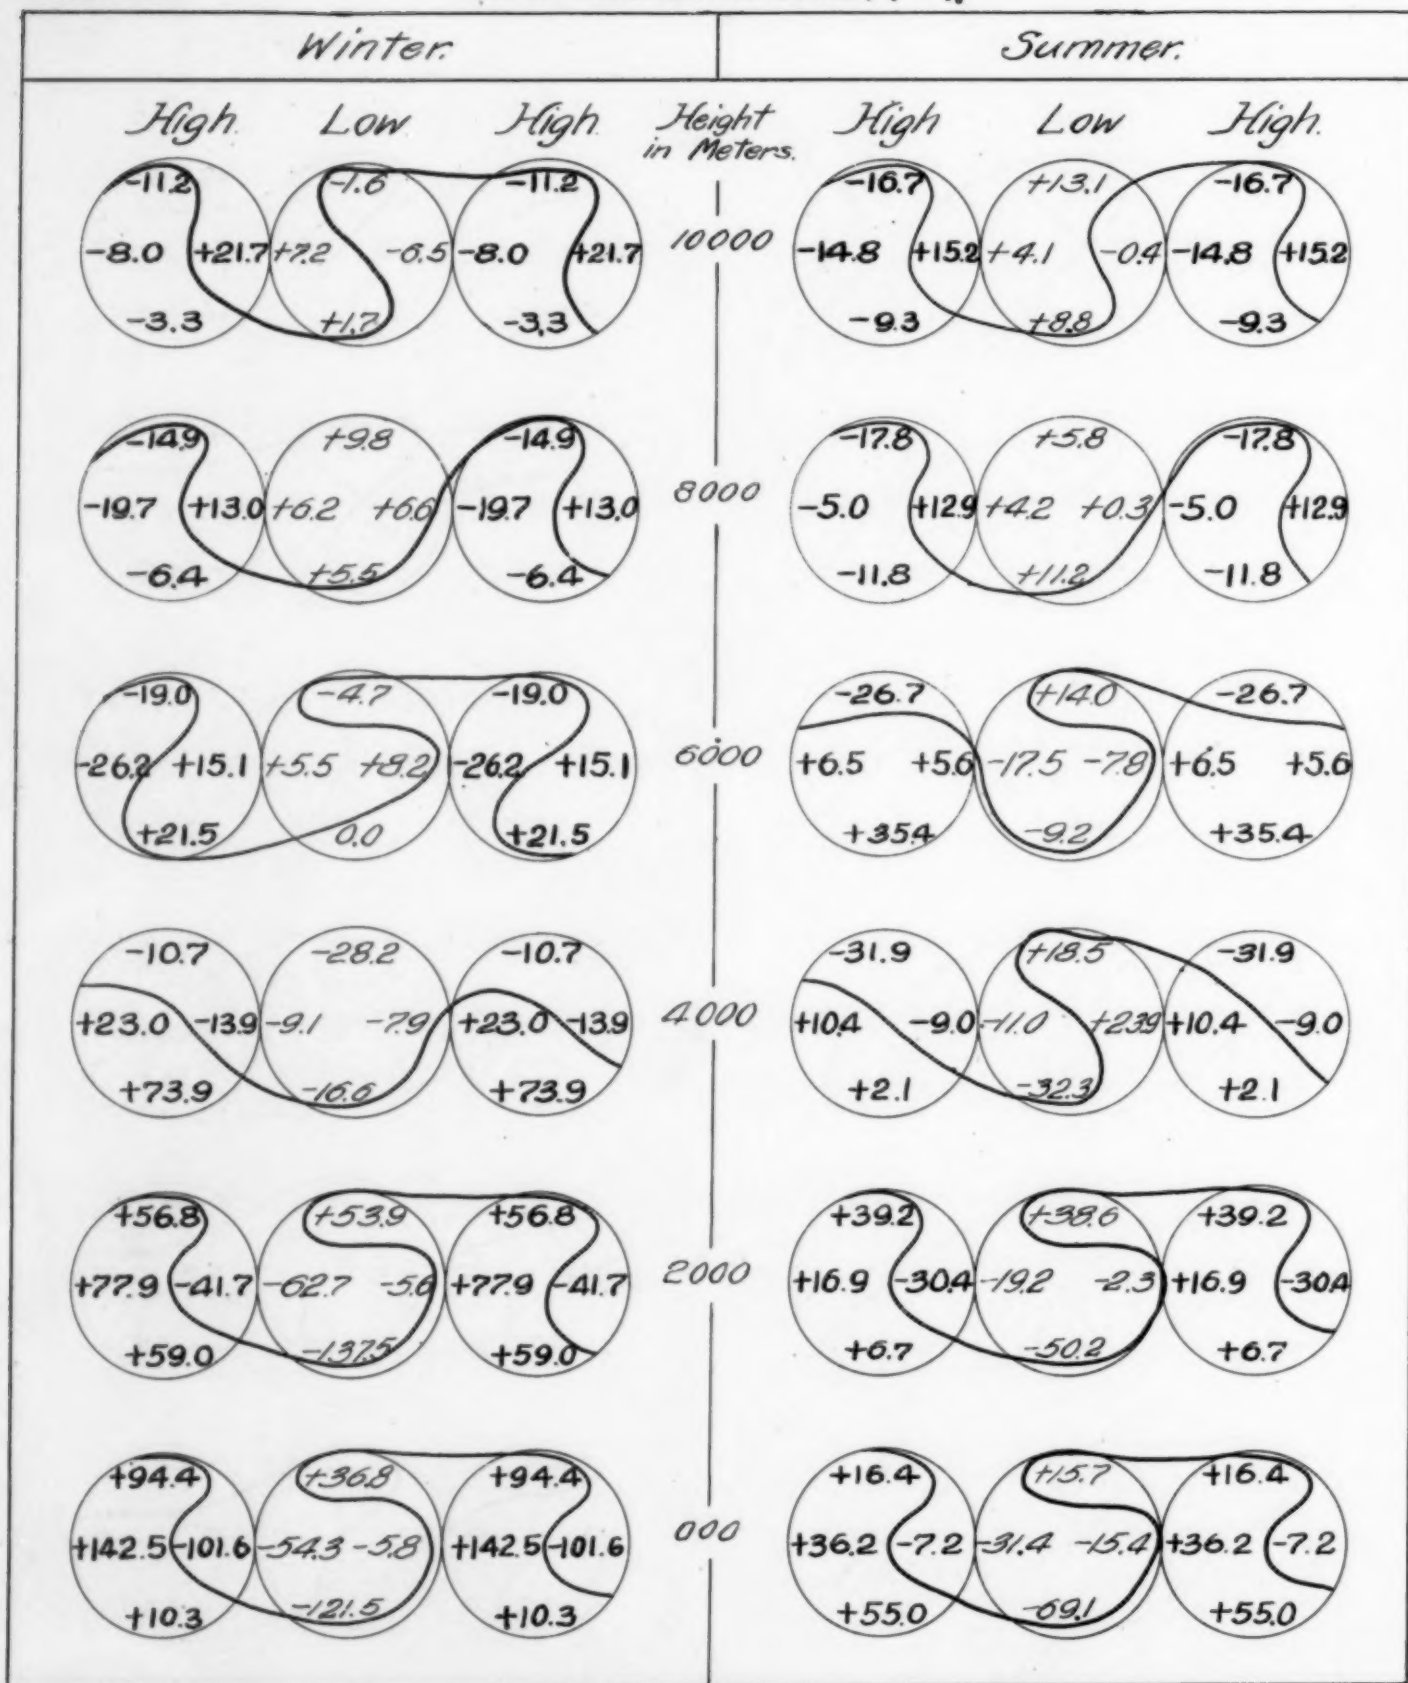 Winter. Summer.
High. Low High. Height in Meters. High Low High.
-11.2 -1.6 -11.2 -16.7 +13.1 -16.7
-8.0 +21.7 +7.2 -6.5 -8.0 +21.7 10000 -14.8 +15.2 +4.1 -0.4 -14.8 +15.2
-3.3 +1.7 -3.3 -9.3 +8.8 -9.3
-14.9 +9.8 -14.9 -17.8 +5.8 -17.8
-19.7 +13.0 +6.2 +6.6 -19.7 +13.0 8000 -5.0 +12.9 +4.2 +0.3 -5.0 +12.9
-6.4 +5.5 -6.4 -11.8 +11.2 -11.8
-19.0 -4.7 -19.0 -26.7 +14.0 -26.7
-26.2 +15.1 +5.5 +8.2 -26.2 +15.1 6000 +6.5 +5.6 -17.5 -7.8 +6.5 +5.6
+21.5 0.0 +21.5 +35.4 -9.2 +35.4
-10.7 -28.2 -10.7 -31.9 +18.5 -31.9
+23.0 -13.9 -9.1 -7.9 +23.0 -13.9 4000 +10.4 -9.0 -11.0 +23.9 +10.4 -9.0
+73.9 -16.6 +73.9 +2.1 -32.3 +2.1
+56.8 +53.9 +56.8 +39.2 +38.6 +39.2
+77.9 -41.7 -62.7 -5.6 +77.9 -41.7 2000 +16.9 -30.4 -19.2 -2.3 +16.9 -30.4
+59.0 -137.5 +59.0 +6.7 -50.2 +6.7
+94.4 +36.8 +94.4 +16.4 +15.7 +16.4
+142.5 -101.6 -54.3 -5.8 +142.5 -101.6 000 +36.2 -7.2 -31.4 -15.4 +36.2 -7.2
+10.3 -121.5 +10.3 +55.0 -69.1 +55.0